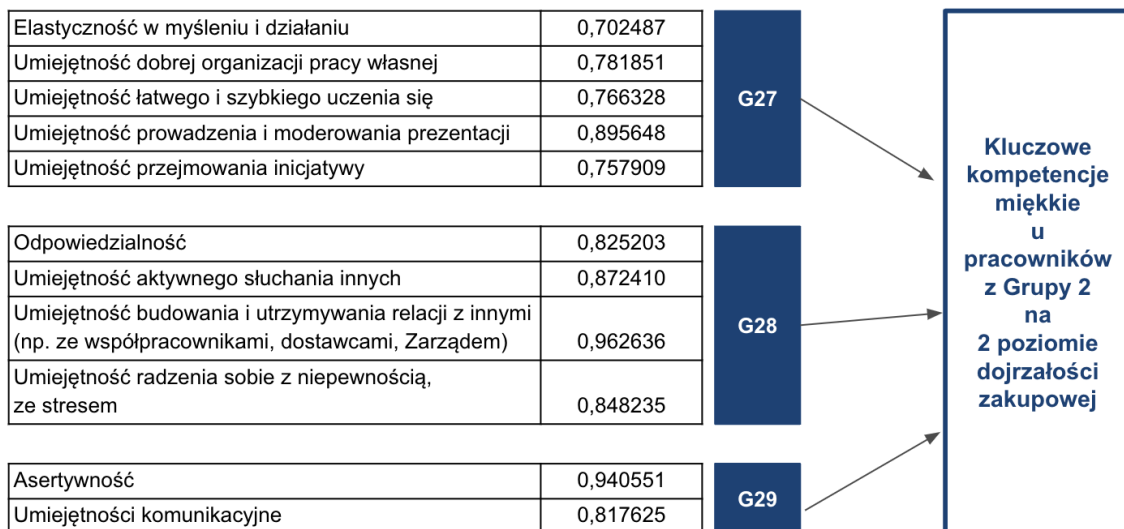 Elastyczność w myśleniu i działaniu 0,702487
Umiejętność dobrej organizacji pracy własnej 0,781851
Umiejętność łatwego i szybkiego uczenia się 0,766328
Umiejętność prowadzenia i moderowania prezentacji 0,895648
Umiejętność przejmowania inicjatywy 0,757909
G27
Odpowiedzialność 0,825203
Umiejętność aktywnego słuchania innych 0,872410
Umiejętność budowania i utrzymywania relacji z innymi
(np. ze współpracownikami, dostawcami, Zarządem) 0,962636
Umiejętność radzenia sobie z niepewnością,
ze stresem 0,848235
G28
Asertywność 0,940551
Umiejętności komunikacyjne 0,817625
G29
Kluczowe
kompetencje
miękkie
u
pracowników
z Grupy 2
na
2 poziomie
dojrzałości
zakupowej